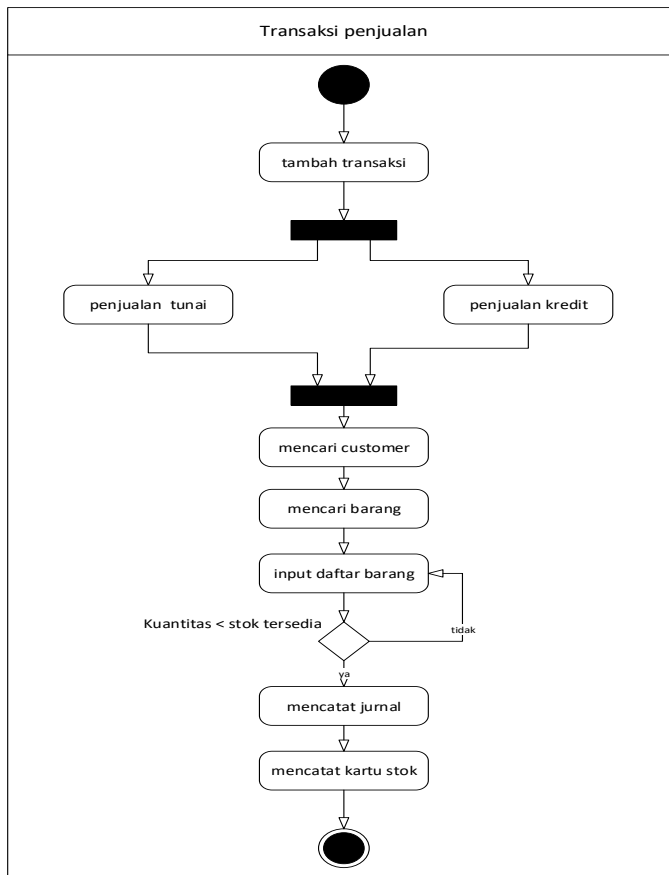 Transaksi penjualan
tambah transaksi
penjualan tunai
penjualan kredit
mencari customer
mencari barang
input daftar barang
Kuantitas < stok tersedia
tidak
ya
mencatat jurnal
mencatat kartu stok